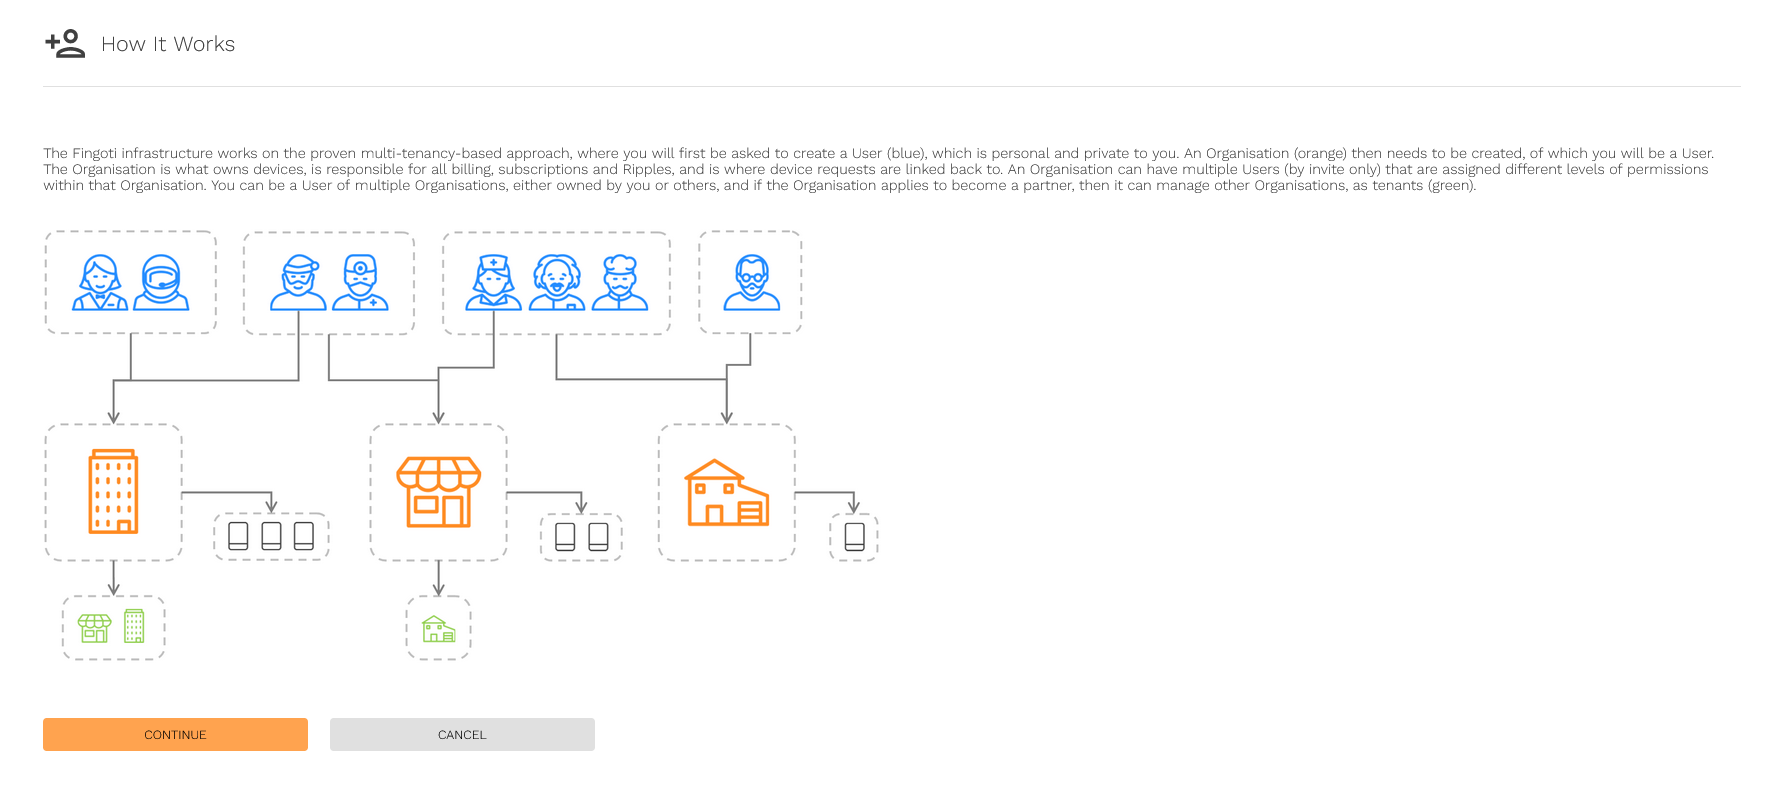 How It Works
The Fingoti infrastructure works on the proven multi-tenancy-based approach, where you will first be asked to create a User (blue), which is personal and private to you. An Organisation (orange) then needs to be created, of which you will be a User.
The Organisation is what owns devices, is responsible for all billing, subscriptions and Ripples, and is where device requests are linked back to. An Organisation can have multiple Users (by invite only) that are assigned different levels of permissions
within that Organisation. You can be a User of multiple Organisations, either owned by you or others, and if the Organisation applies to become a partner, then it can manage other Organisations, as tenants (green).
CONTINUE
CANCEL